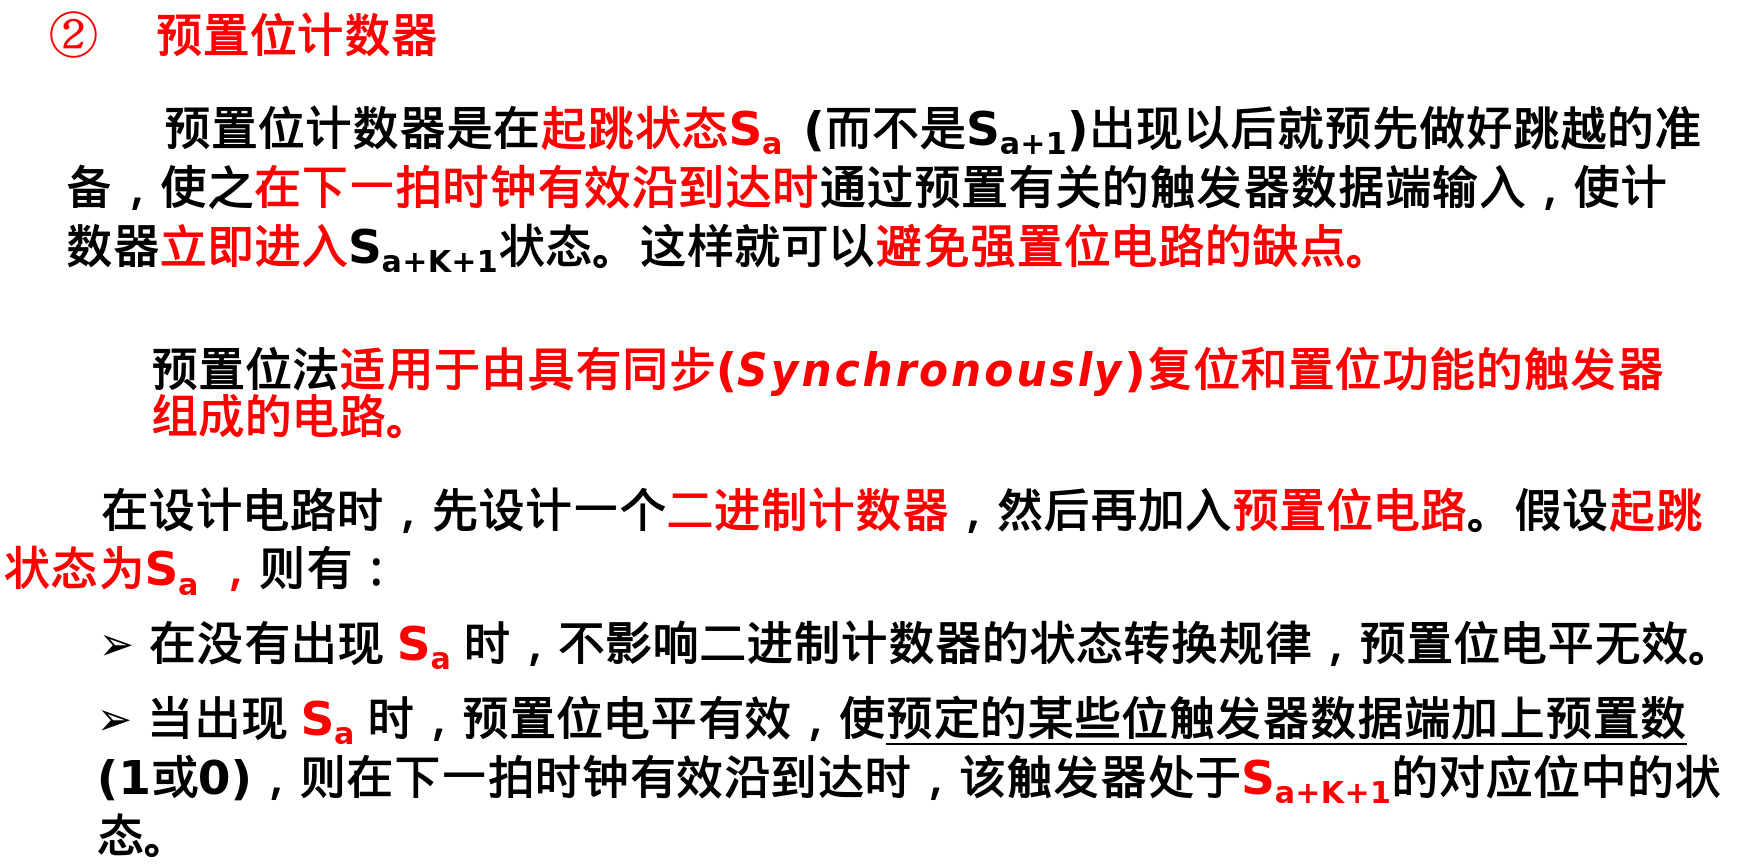 ② 预置位计数器
预置位计数器是在起跳状态Sa (而不是Sa+1)出现以后就预先做好跳越的准
备，使之在下一拍时钟有效沿到达时通过预置有关的触发器数据端输入，使计
数器立即进入Sa+K+1状态。这样就可以避免强置位电路的缺点。
预置位法适用于由具有同步(Synchronously)复位和置位功能的触发器
组成的电路。
在设计电路时，先设计一个二进制计数器，然后再加入预置位电路。假设起跳
状态为Sa ，则有：
➢ 在没有出现 Sa 时，不影响二进制计数器的状态转换规律，预置位电平无效。
➢ 当出现 Sa 时，预置位电平有效，使预定的某些位触发器数据端加上预置数
(1或0)，则在下一拍时钟有效沿到达时，该触发器处于Sa+K+1的对应位中的状
态。